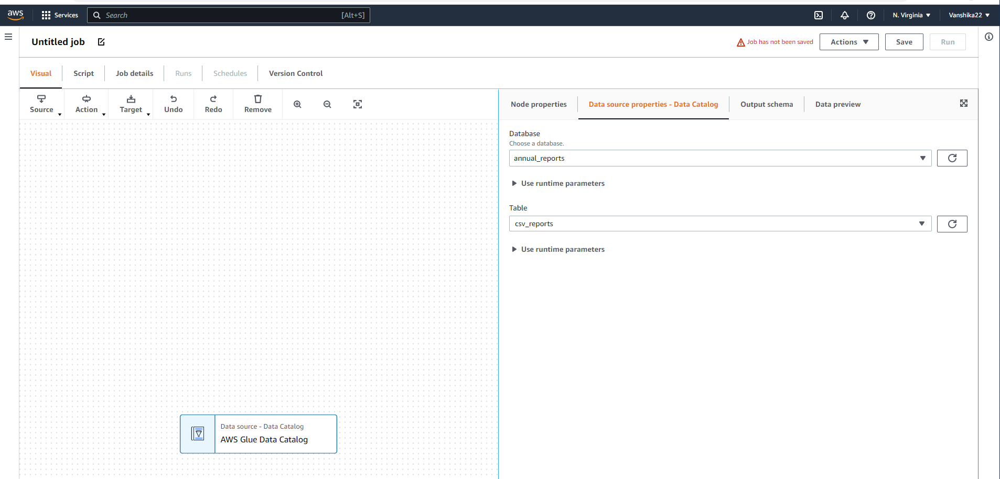 aws
Services
Search
[Alt+S]
N. Virginia
Vanshika22
Untitled job
Job has not been saved
Actions
Save
Run
Visual
Script
Job details
Runs
Schedules
Version Control
Source
Action
Target
Undo
Redo
Remove
Node properties
Data source properties - Data Catalog
Output schema
Data preview
Database
Choose a database.
annual_reports
Use runtime parameters
Table
csv_reports
Use runtime parameters
Data source - Data Catalog
AWS Glue Data Catalog